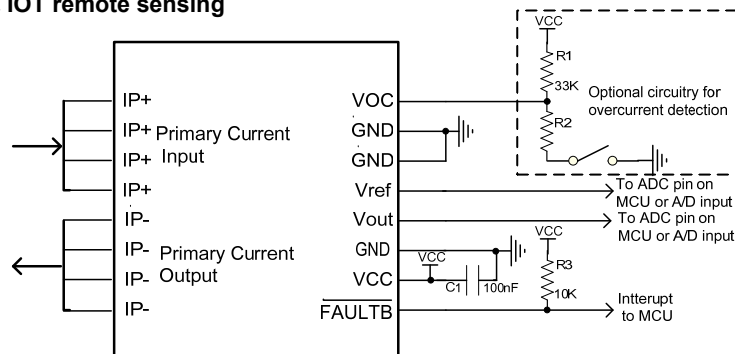 IOT remote sensing
VCC
R1
33K
Optional circuitry for
overcurrent detection
R2
IP+
IP+
IP+
IP+
Primary Current
Input
IP-
IP-
IP-
IP-
Primary Current
Output
VOC
GND
GND
Vref
Vout
GND
VCC
FAULTB
To ADC pin on
MCU or A/D input
To ADC pin on
MCU or A/D input
VCC
VCC
C1
100nF
R3
10K
Intterupt
to MCU